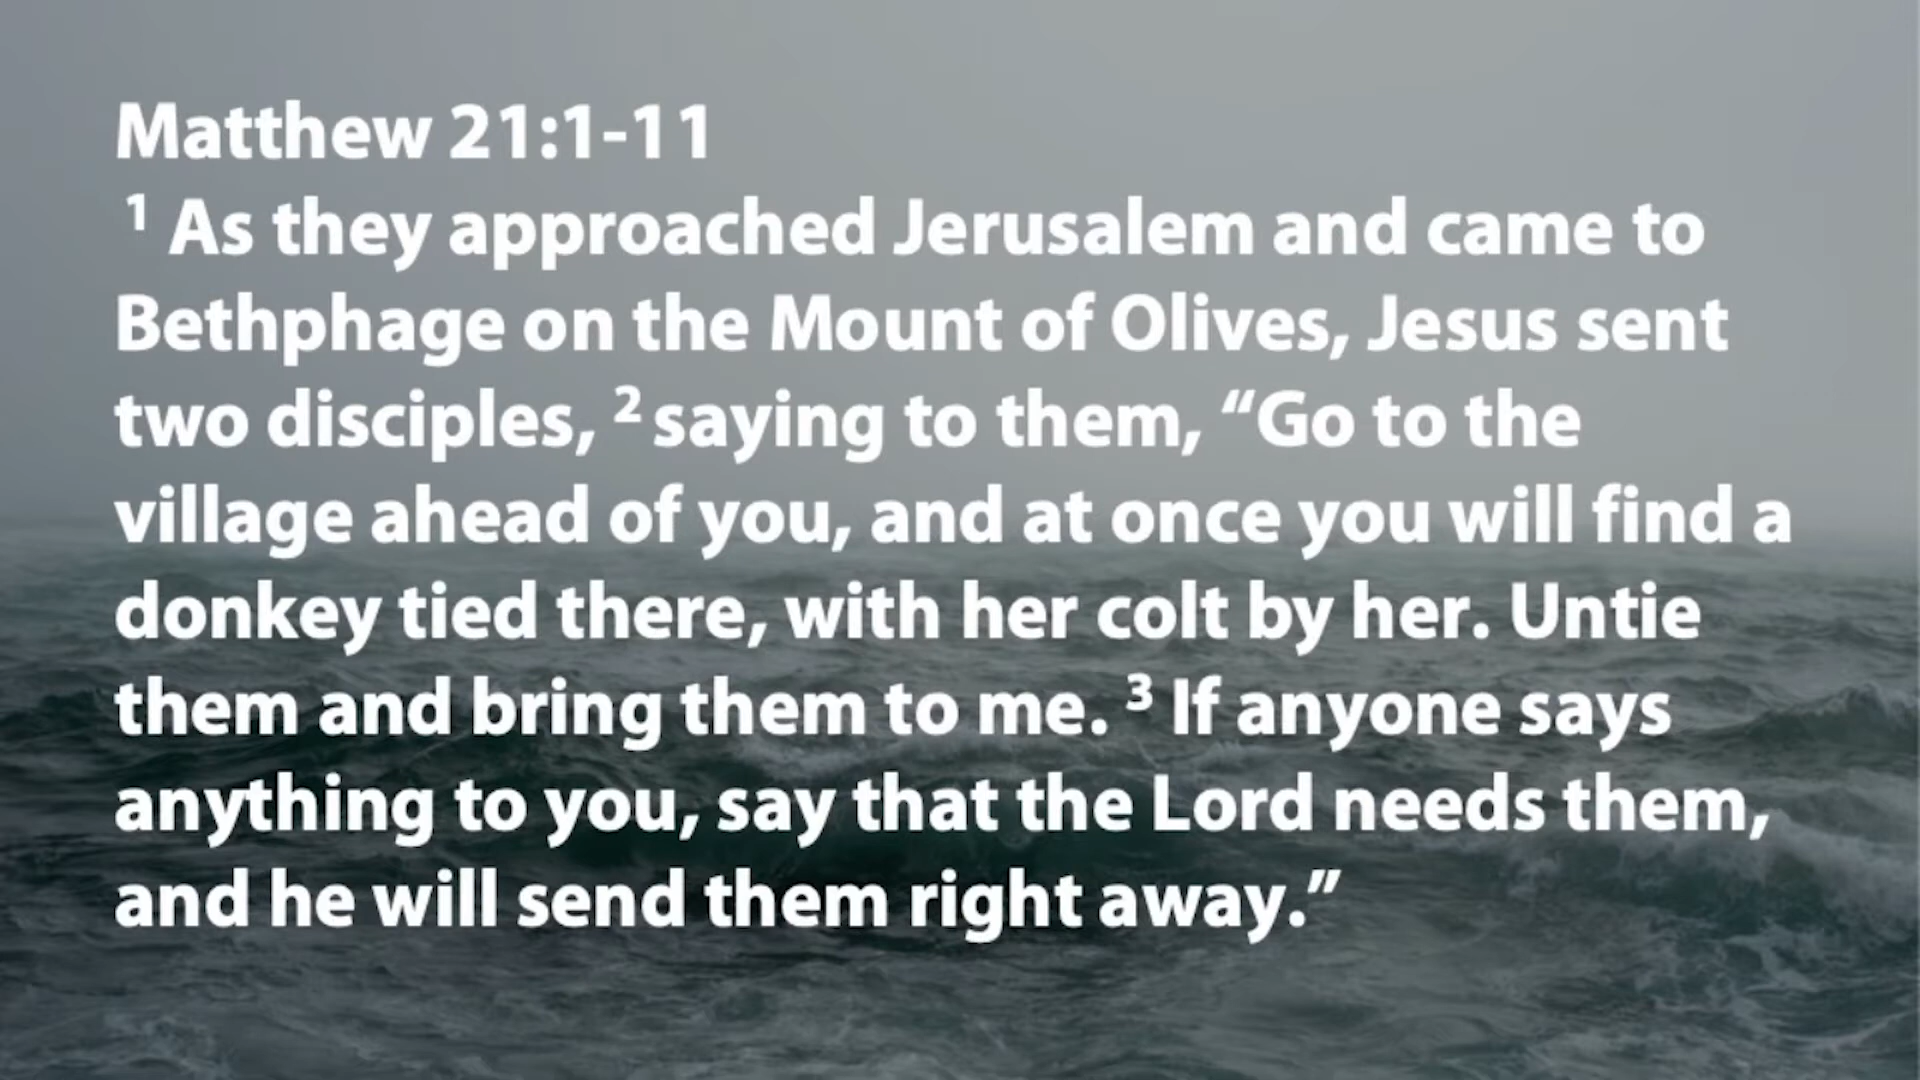 Matthew 21:1-11
¹ As they approached Jerusalem and came to
Bethphage on the Mount of Olives, Jesus sent
two disciples, ² saying to them, “Go to the
village ahead of you, and at once you will find a
donkey tied there, with her colt by her. Untie
them and bring them to me. ³ If anyone says
anything to you, say that the Lord needs them,
and he will send them right away.”